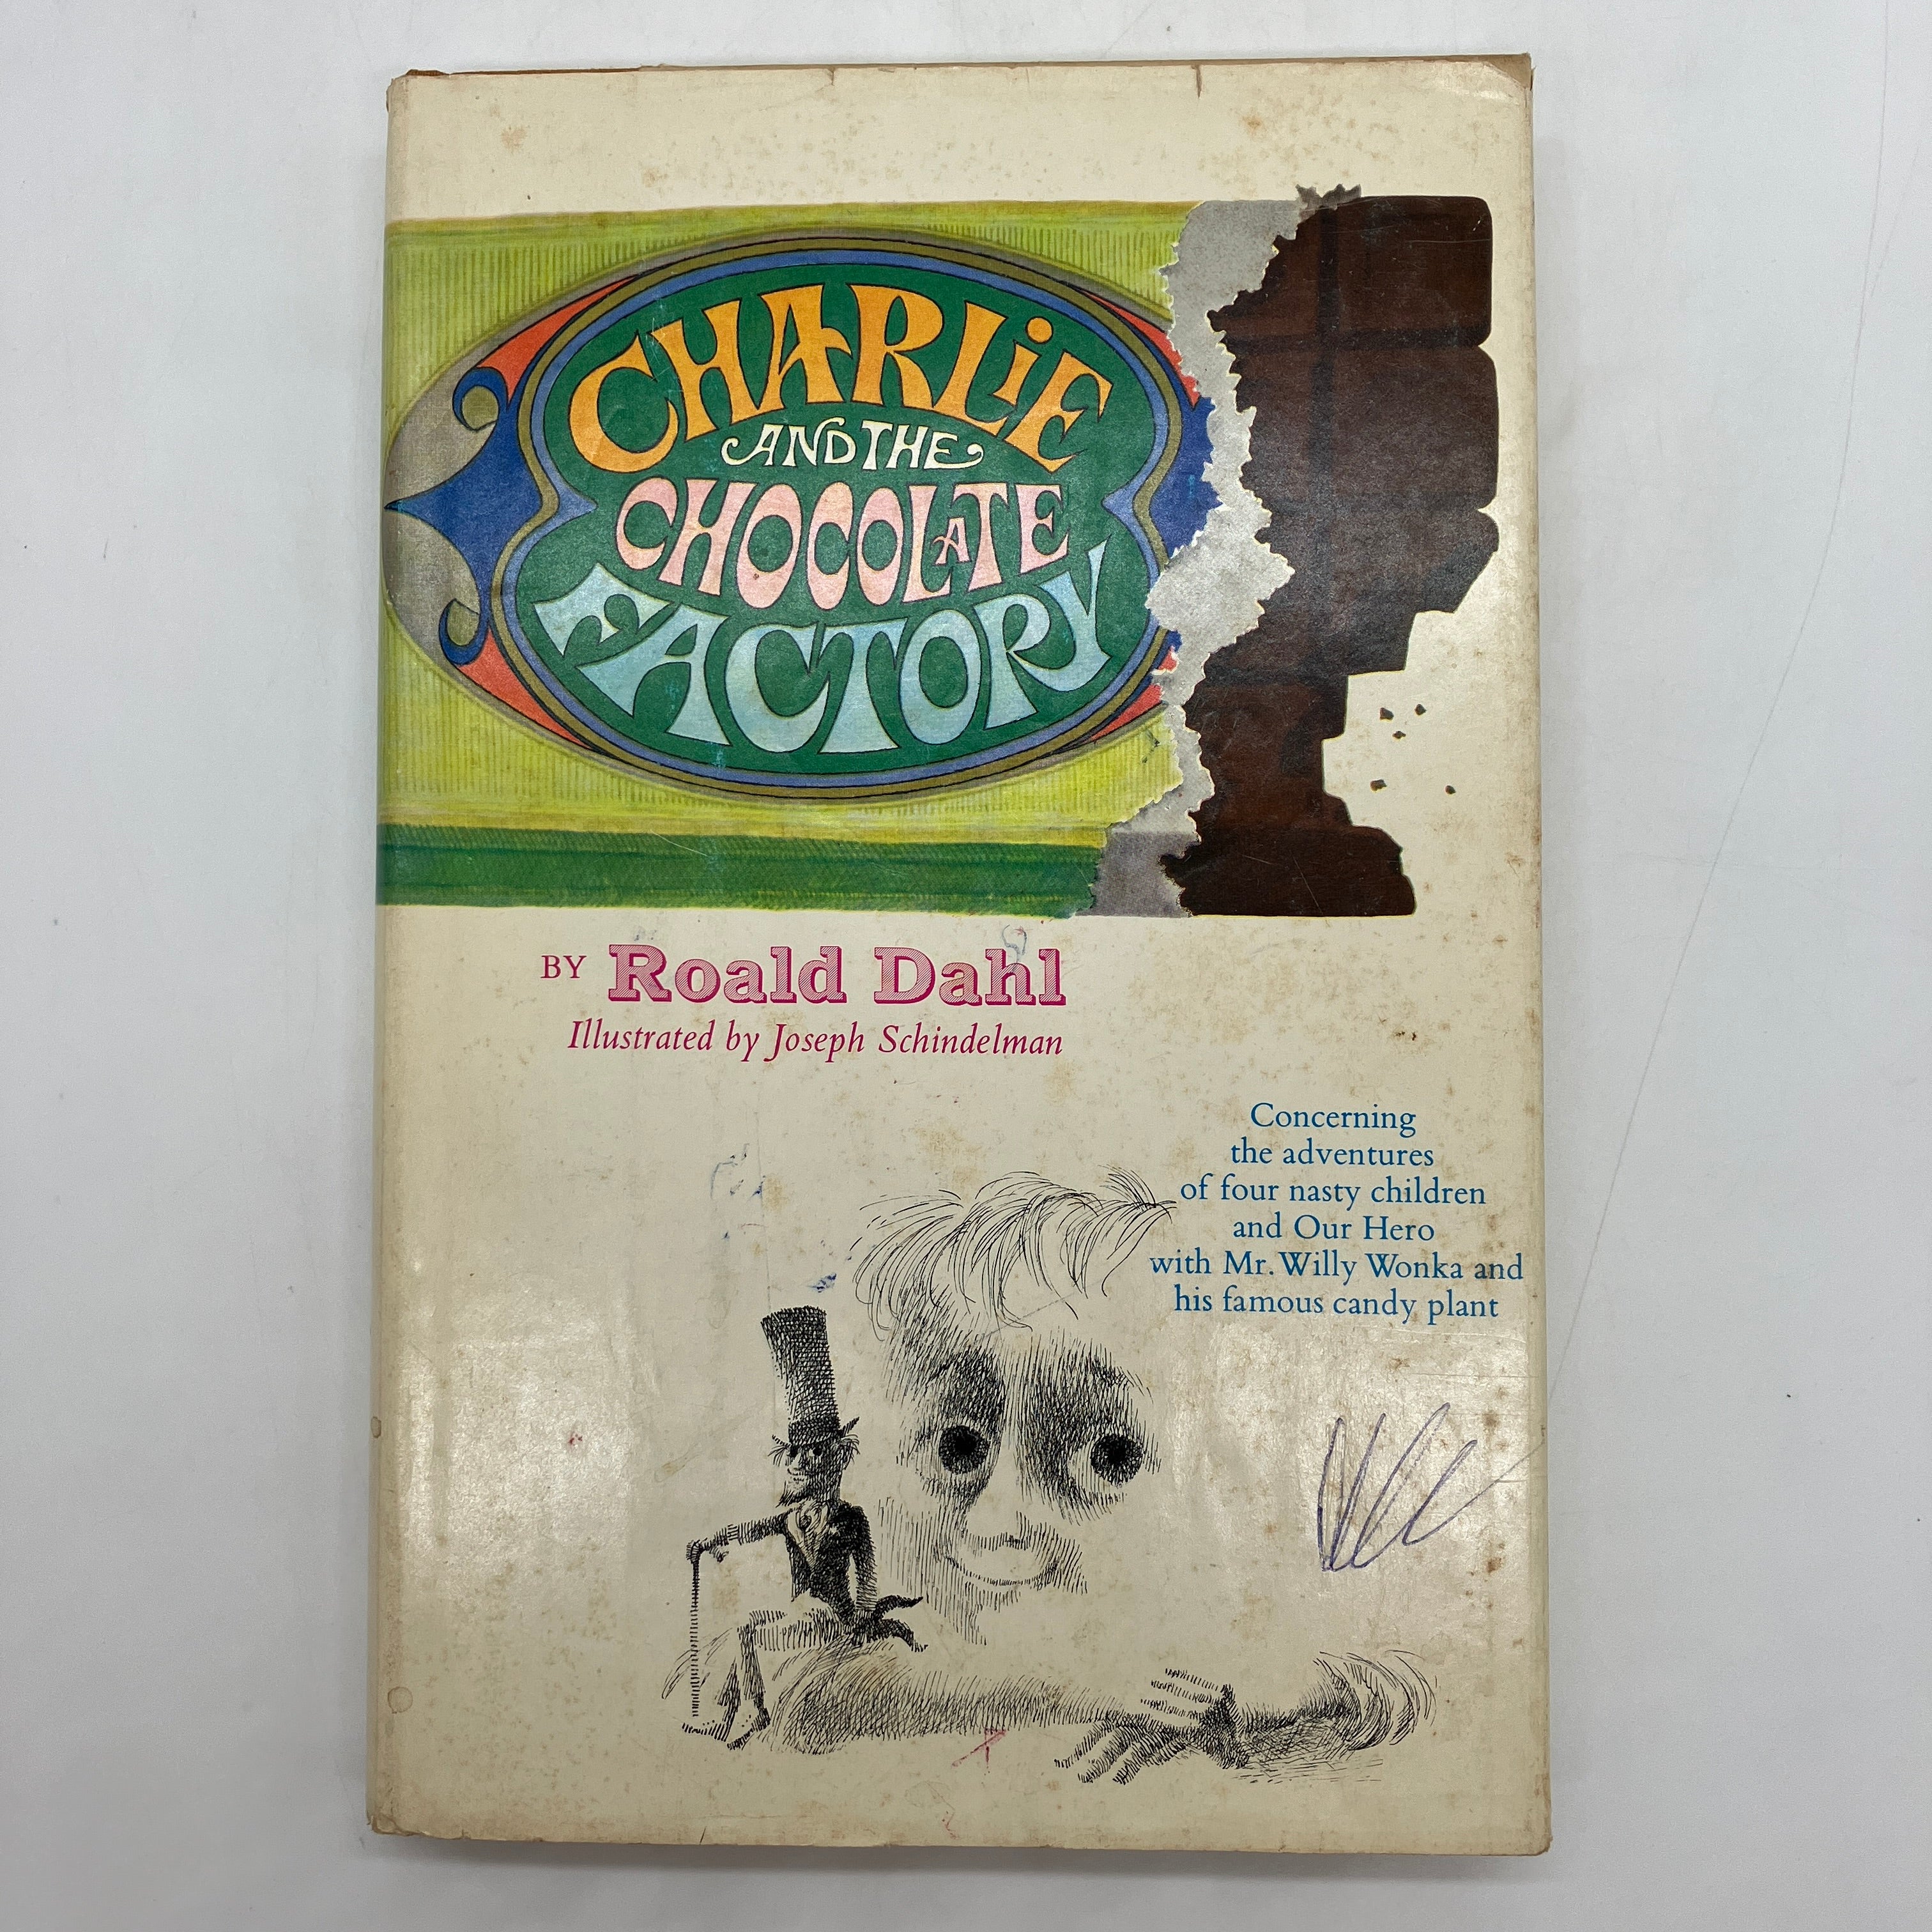 CHARLiE
AND THE
CHOCOLATE
FACTORY
BY Roald Dahl
Illustrated by Joseph Schindelman
Concerning
the adventures
of four nasty children
and Our Hero
with Mr. Willy Wonka and
his famous candy plant